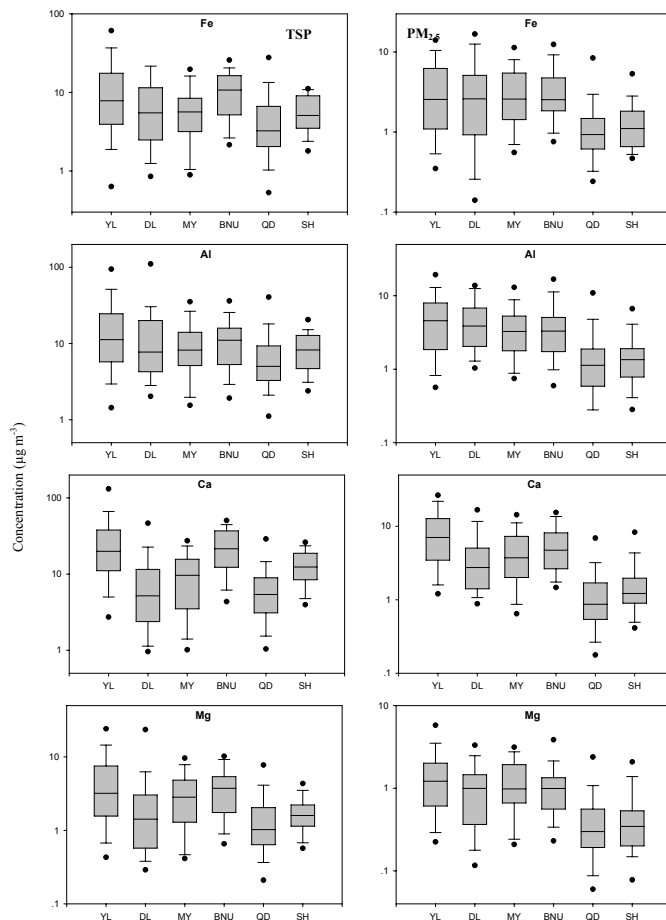 Fe
TSP
100
10
1
YL DL MY BNU QD SH
Fe
PM2.5
10
1
.1
YL DL MY BNU QD SH
Al
100
10
1
YL DL MY BNU QD SH
Al
10
1
.1
YL DL MY BNU QD SH
Concentration (µg m-3)
Ca
100
10
1
YL DL MY BNU QD SH
Ca
10
1
.1
YL DL MY BNU QD SH
Mg
10
1
.1
YL DL MY BNU QD SH
Mg
10
1
.1
YL DL MY BNU QD SH